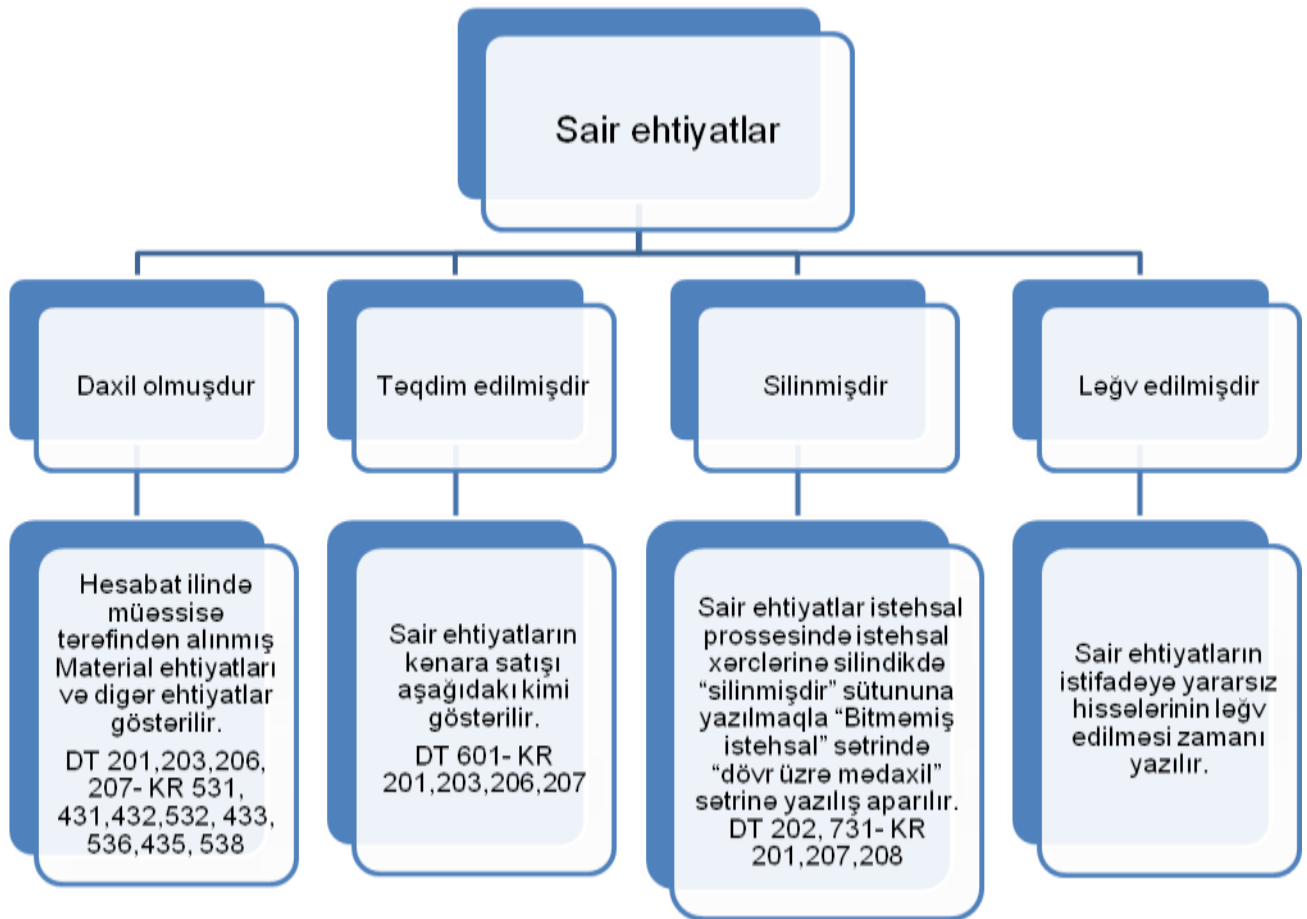 Sair ehtiyatlar
Daxil olmuşdur
Təqdim edilmişdir
Silinmişdir
Ləğv edilmişdir
Hesabat ilində
müəssisə
tərəfindən alınmış
Material ehtiyatları
və digər ehtiyatlar
göstərilir.
DT 201,203,206,
207- KR 531,
431,432,532, 433,
536,435, 538
Sair ehtiyatların
kənara satışı
aşağıdakı kimi
göstərilir.
DT 601- KR
201,203,206,207
Sair ehtiyatlar istehsal
prossesində istehsal
xərclərinə silindikdə
“silinmişdir” sütununa
yazılmaqla “Bitməmiş
istehsal” sətrində
“dövr üzrə mədaxil”
sətrinə yazılış aparılır.
DT 202, 731- KR
201,207,208
Sair ehtiyatların
istifadəyə yararsız
hissələrinin ləğv
edilməsi zamanı
yazılır.